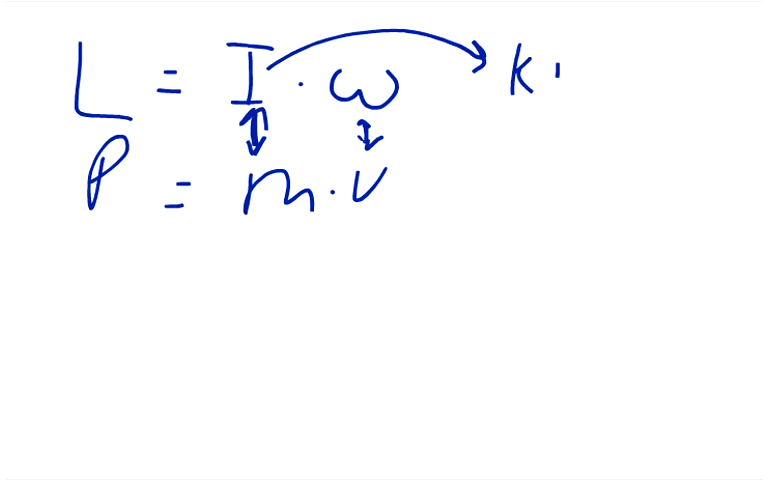 L = I · ω → k
P = m · v